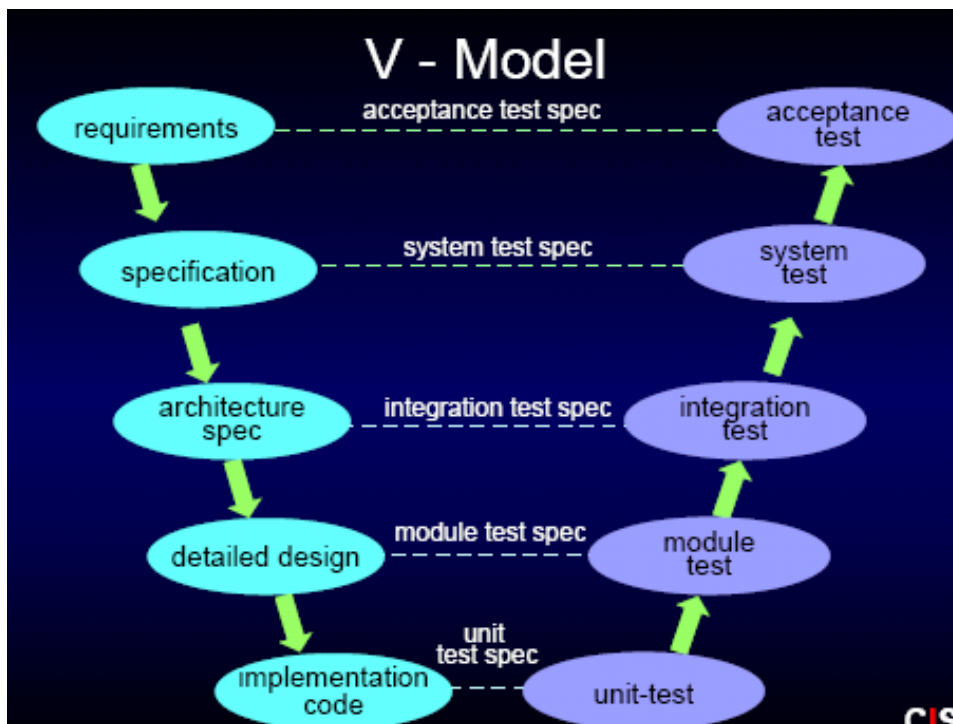 V - Model
acceptance test spec
requirements
acceptance
test
system test spec
specification
system
test
integration test spec
architecture
spec
integration
test
module test spec
detailed design
module
test
unit
test spec
implementation
code
unit-test
CIS